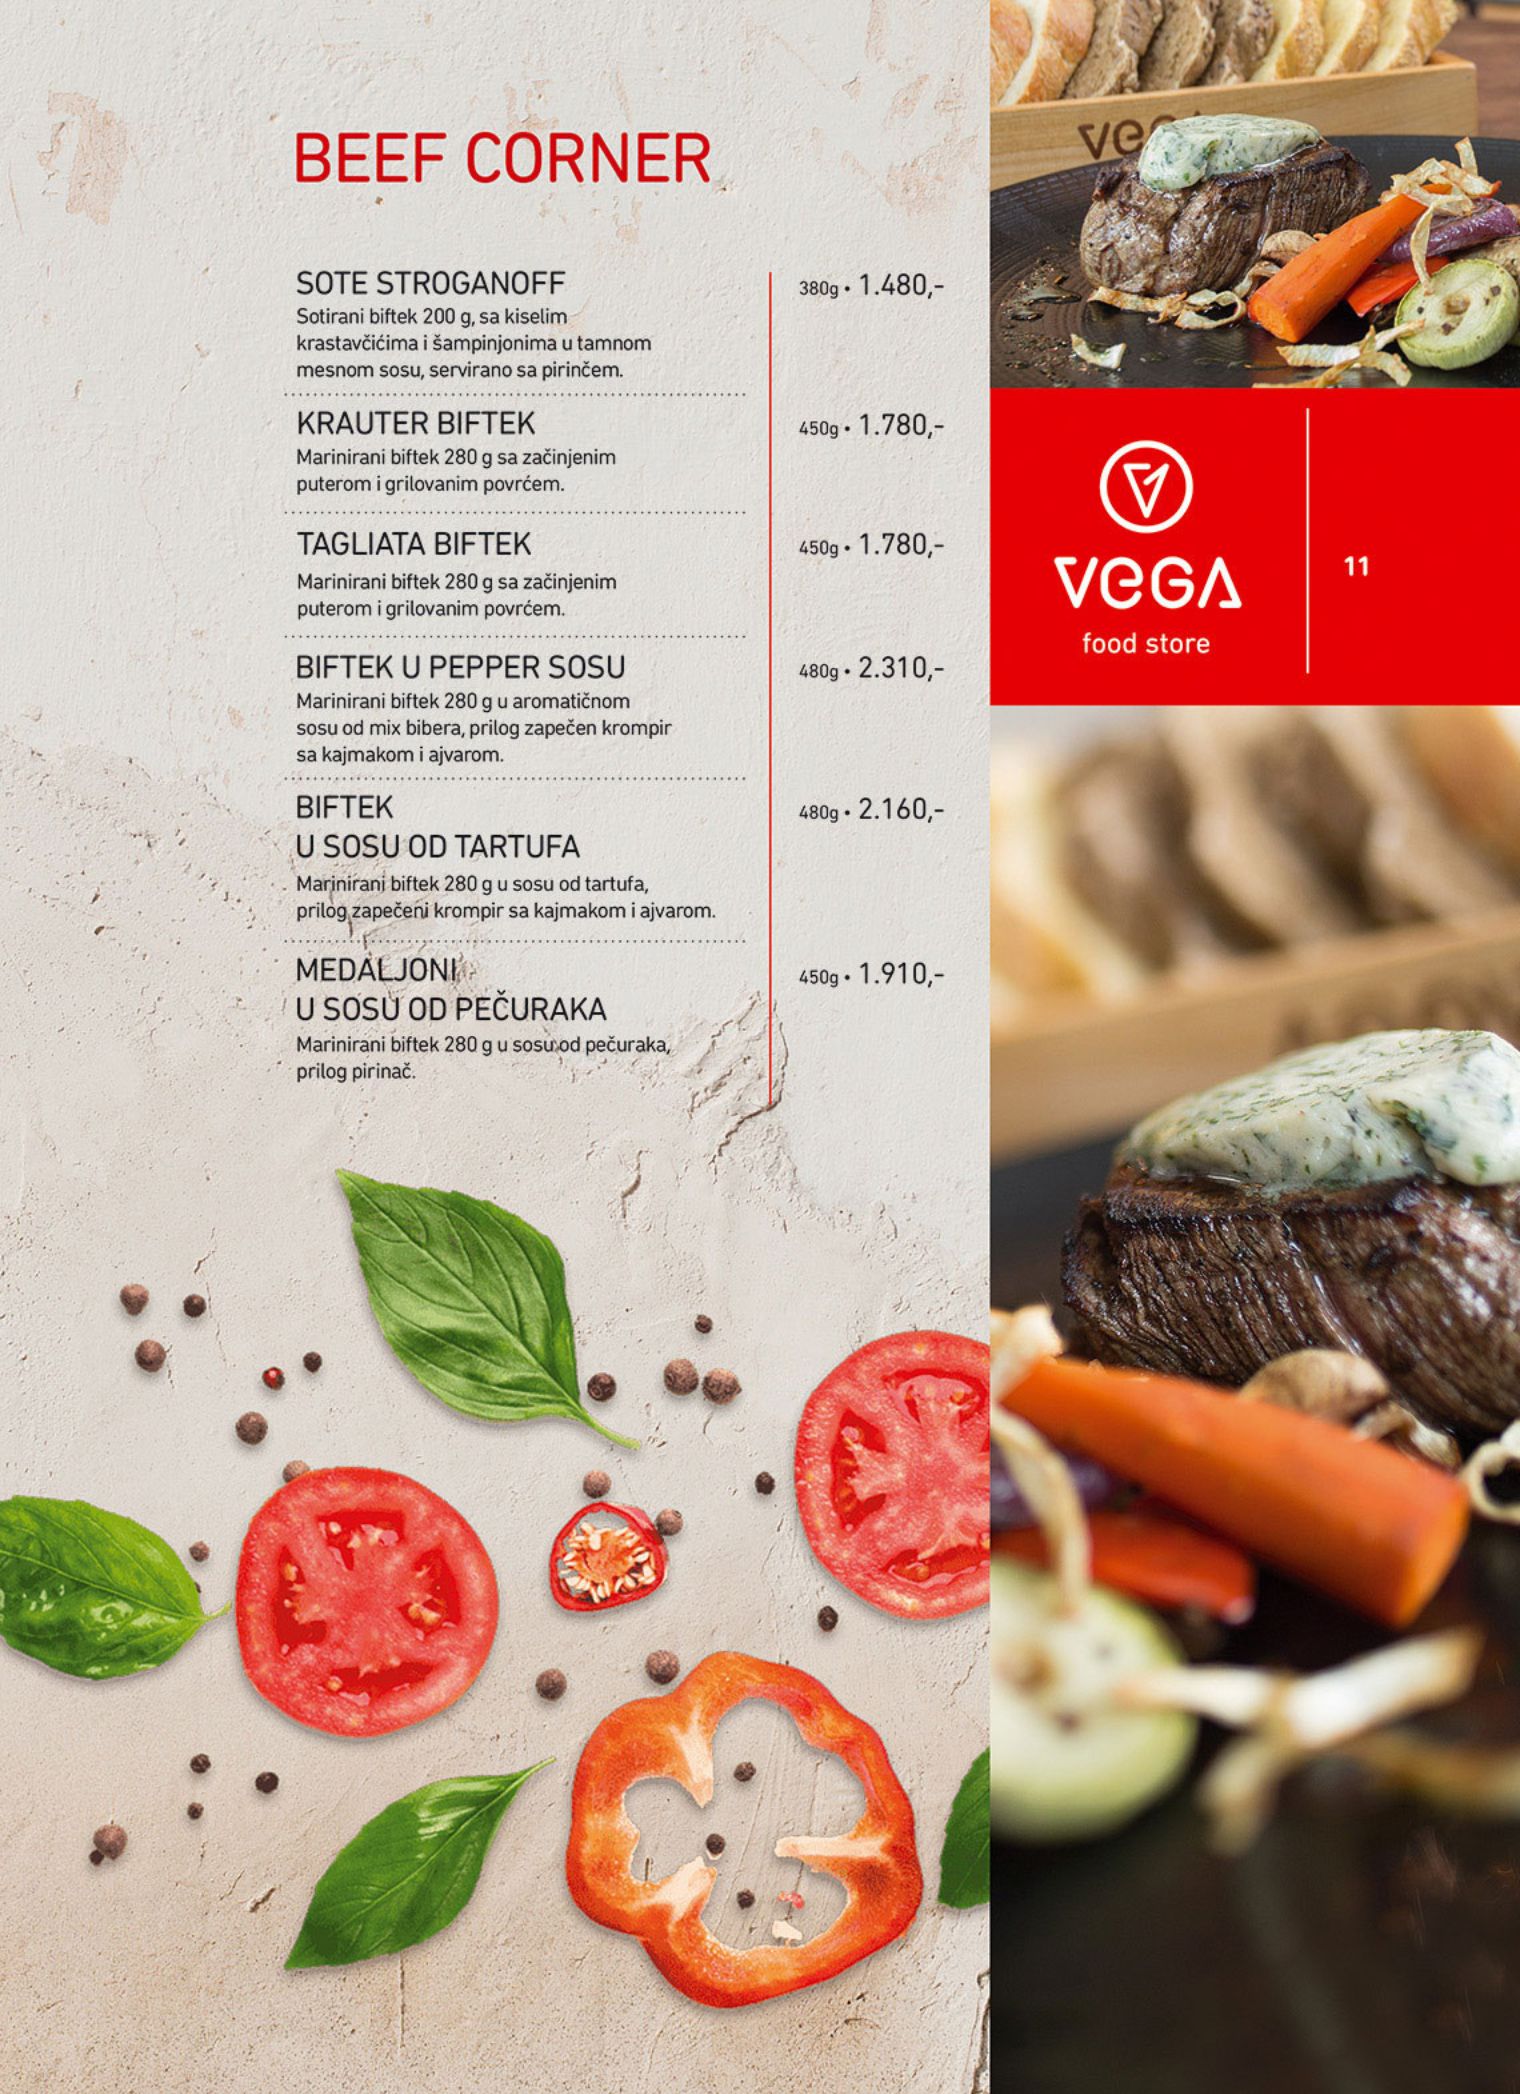 BEEF CORNER
SOTE STROGANOFF
380g • 1.480,-
Sotirani biftek 200 g, sa kiselim
krastavčićima i šampinjonima u tamnom
mesnom sosu, servirano sa pirinčem.
KRAUTER BIFTEK
450g • 1.780,-
Marinirani biftek 280 g sa začinjenim
puterom i grilovanim povrćem.
TAGLIATA BIFTEK
450g • 1.780,-
Marinirani biftek 280 g sa začinjenim
puterom i grilovanim povrćem.
BIFTEK U PEPPER SOSU
480g • 2.310,-
Marinirani biftek 280 g u aromatičnom
sosu od mix bibera, prilog zapečen krompir
sa kajmakom i ajvarom.
BIFTEK
480g • 2.160,-
U SOSU OD TARTUFA
Marinirani biftek 280 g u sosu od tartufa,
prilog zapečeni krompir sa kajmakom i ajvarom.
MEDALJONI
450g • 1.910,-
U SOSU OD PEČURAKA
Marinirani biftek 280 g u sosu od pečuraka,
prilog pirinač.
VEGA
food store
11